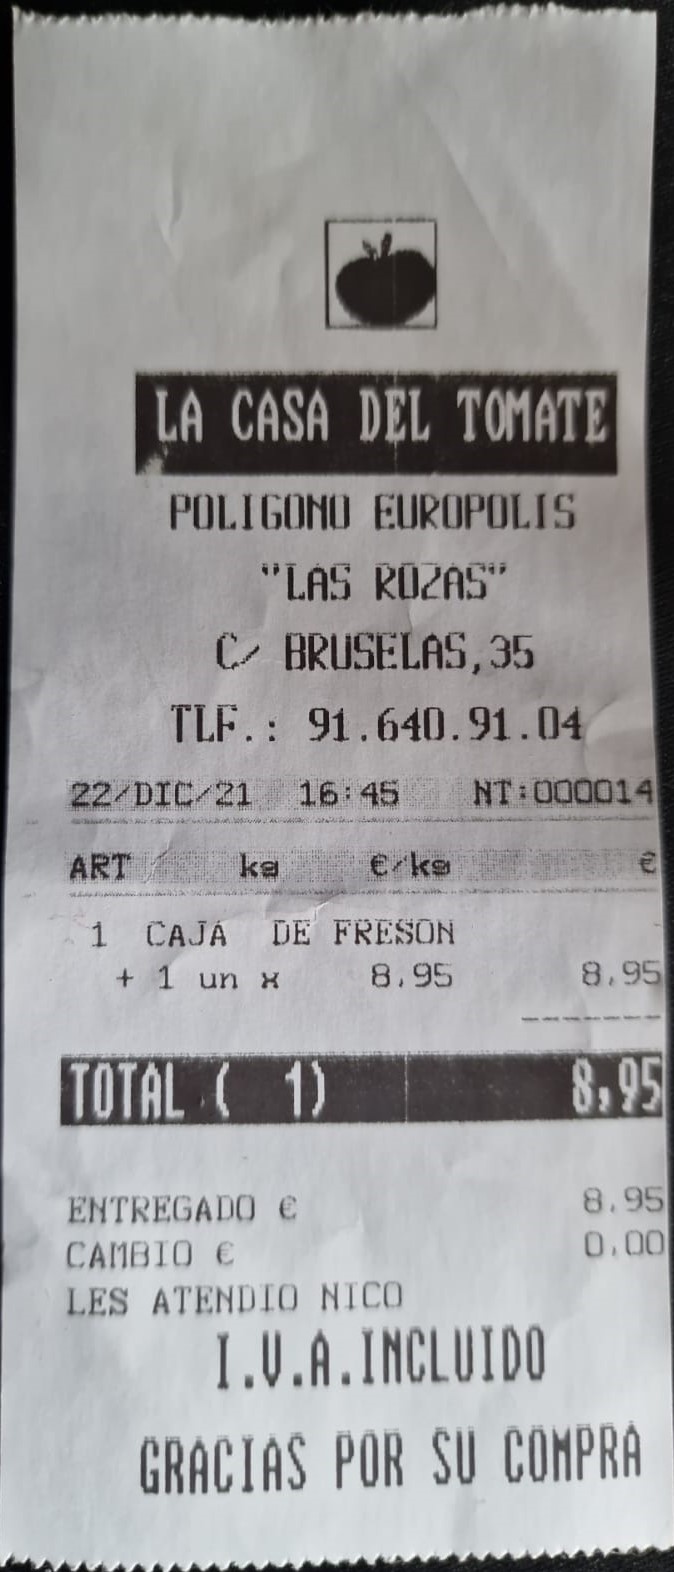 LA CASA DEL TOMATE
POLIGONO EUROPOLIS
"LAS ROZAS"
C/ BRUSELAS,35
TLF.: 91.640.91.04
22/DIC/21 16:45 NT:000014
ART kg €/kg €
1 CAJA DE FRESON
+ 1 un x 8,95 8,95
TOTAL ( 1) 8,95
ENTREGADO € 8,95
CAMBIO € 0,00
LES ATENDIO NICO
I.V.A.INCLUIDO
GRACIAS POR SU COMPRA